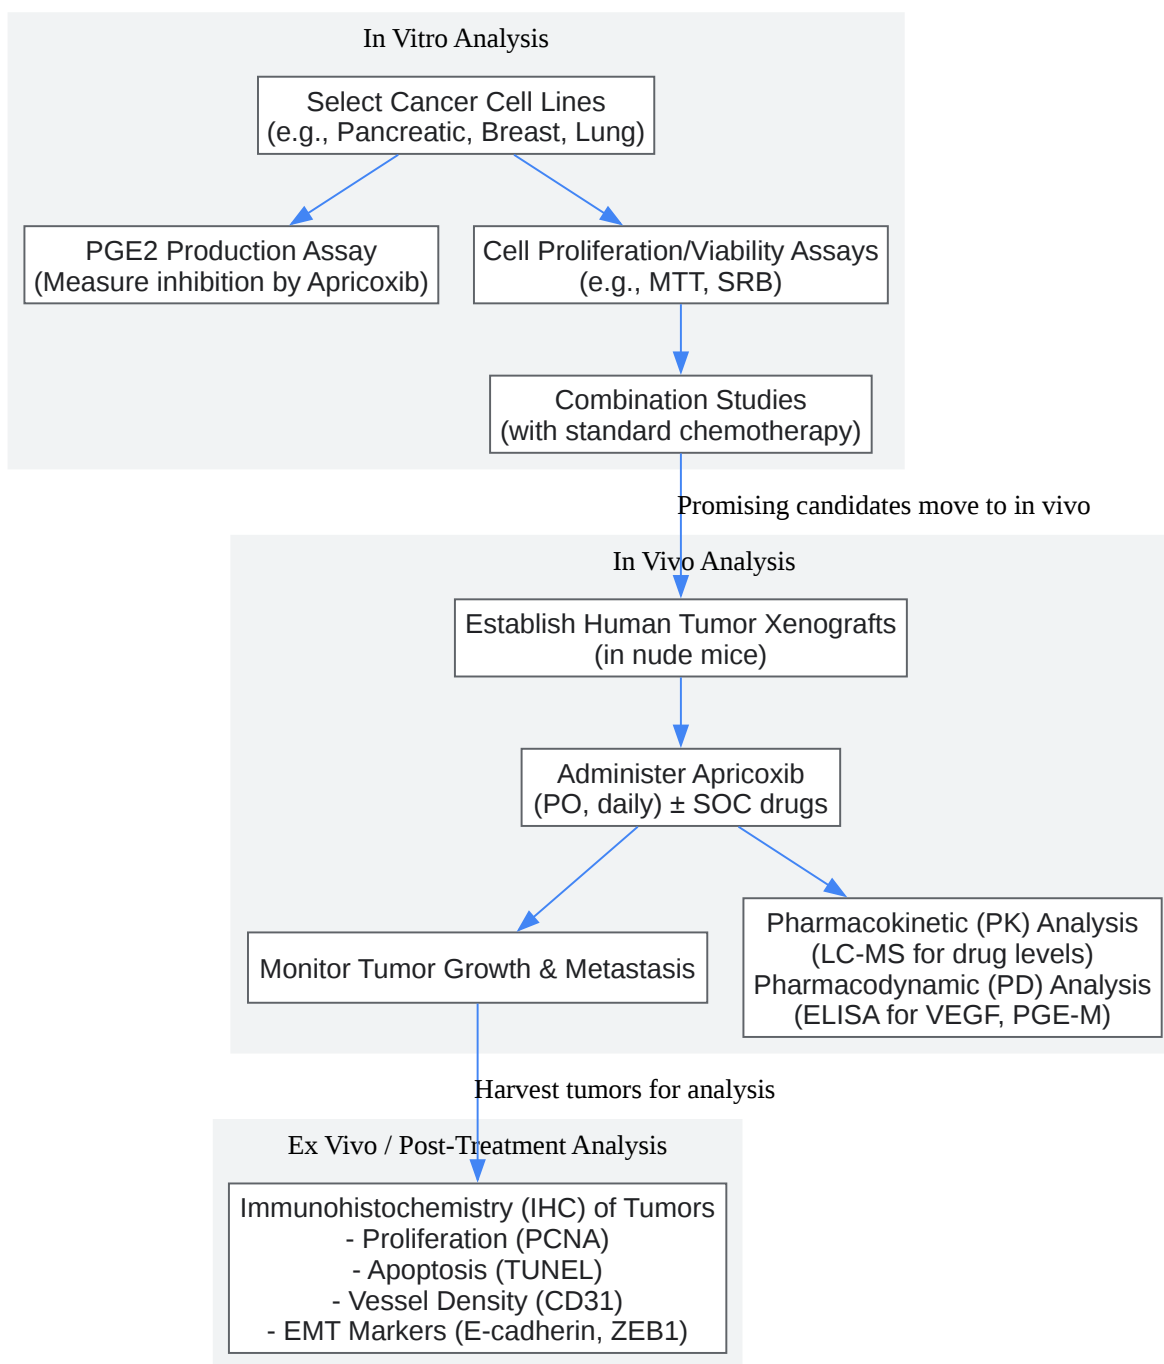 In Vitro Analysis
Select Cancer Cell Lines
(e.g., Pancreatic, Breast, Lung)
PGE2 Production Assay
(Measure inhibition by Apricoxib)
Cell Proliferation/Viability Assays
(e.g., MTT, SRB)
Combination Studies
(with standard chemotherapy)
Promising candidates move to in vivo
In Vivo Analysis
Establish Human Tumor Xenografts
(in nude mice)
Administer Apricoxib
(PO, daily) ± SOC drugs
Monitor Tumor Growth & Metastasis
Pharmacokinetic (PK) Analysis
(LC-MS for drug levels)
Pharmacodynamic (PD) Analysis
(ELISA for VEGF, PGE-M)
Harvest tumors for analysis
Ex Vivo / Post-Treatment Analysis
Immunohistochemistry (IHC) of Tumors
- Proliferation (PCNA)
- Apoptosis (TUNEL)
- Vessel Density (CD31)
- EMT Markers (E-cadherin, ZEB1)